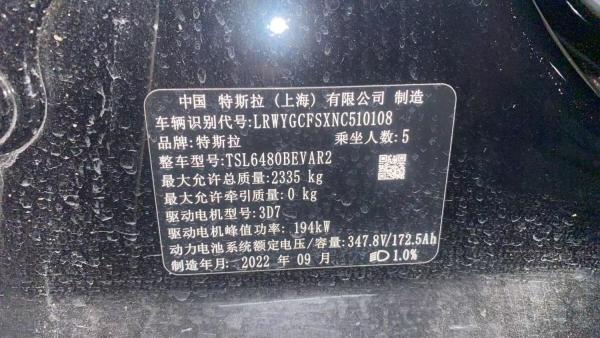 中国 特斯拉（上海）有限公司 制造
车辆识别代号:LRWYGCFSXNC510108
品牌:特斯拉 乘坐人数:5
整车型号:TSL6480BEVAR2
最大允许总质量:2335 kg
最大允许牵引质量:0 kg
驱动电机型号:3D7
驱动电机峰值功率: 194kW
动力电池系统额定电压/容量:347.8V/172.5Ah
制造年月: 2022 年 09 月 1.0%